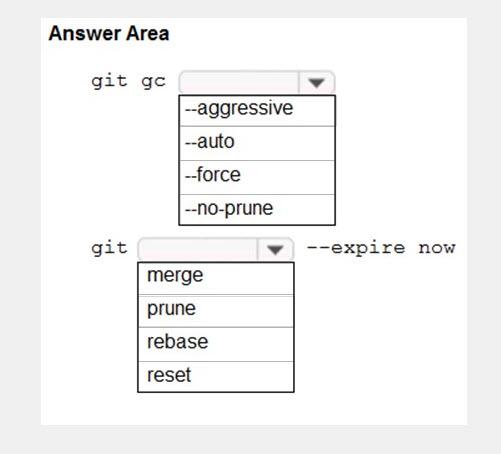 Answer Area
git gc
--aggressive
--auto
--force
--no-prune
git --expire now
merge
prune
rebase
reset